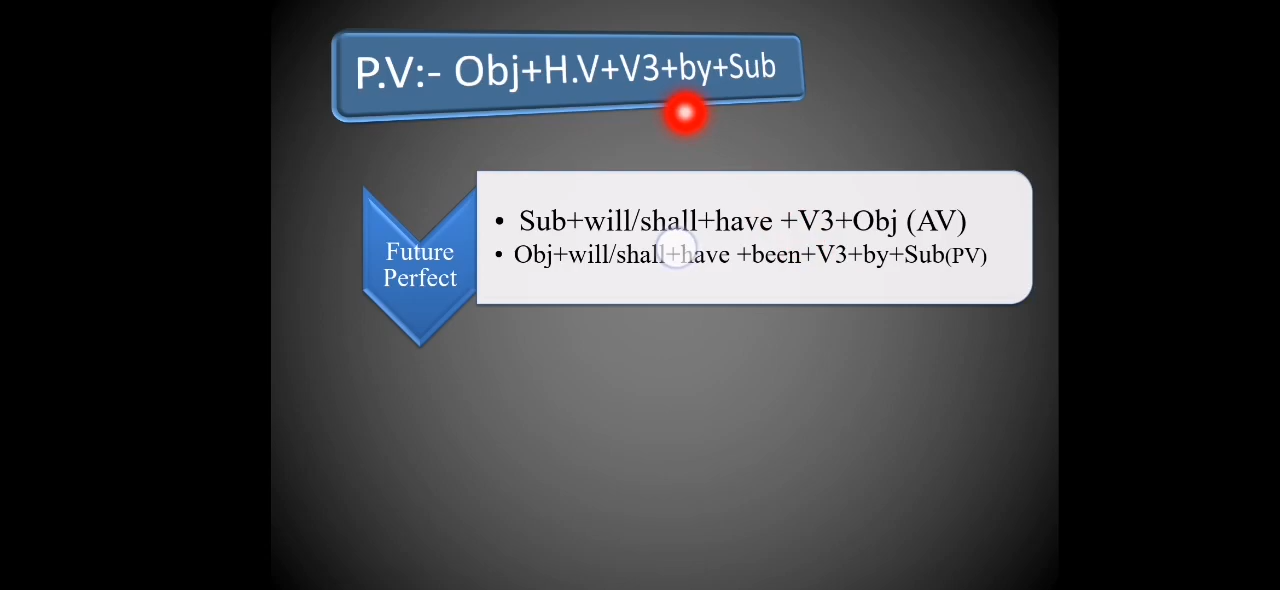 P.V:- Obj+H.V+V3+by+Sub
Future
Perfect
• Sub+will/shall+have +V3+Obj (AV)
• Obj+will/shall+have +been+V3+by+Sub(PV)